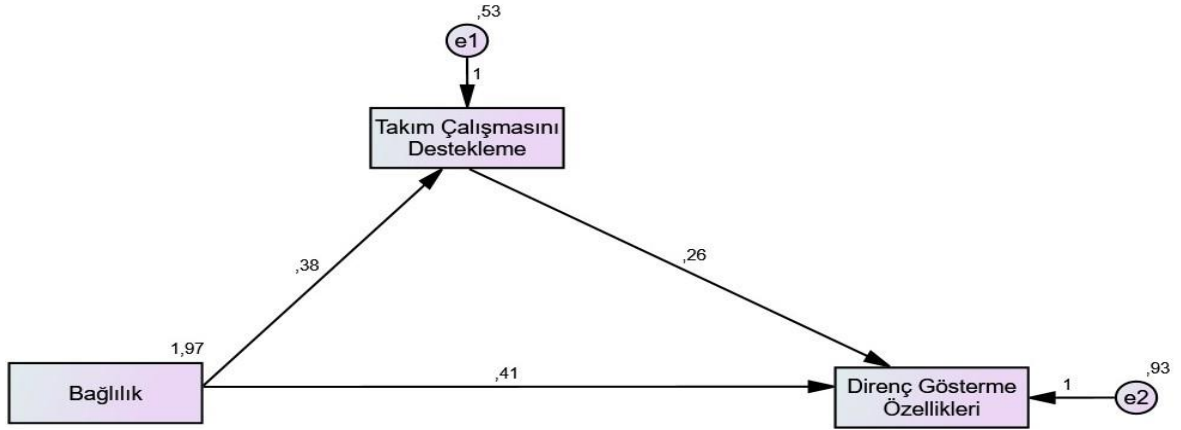 ,53
e1
1
Takım Çalışmasını
Destekleme
,38
,26
1,97
Bağlılık
,41
Direnç Gösterme
Özellikleri
1
,93
e2